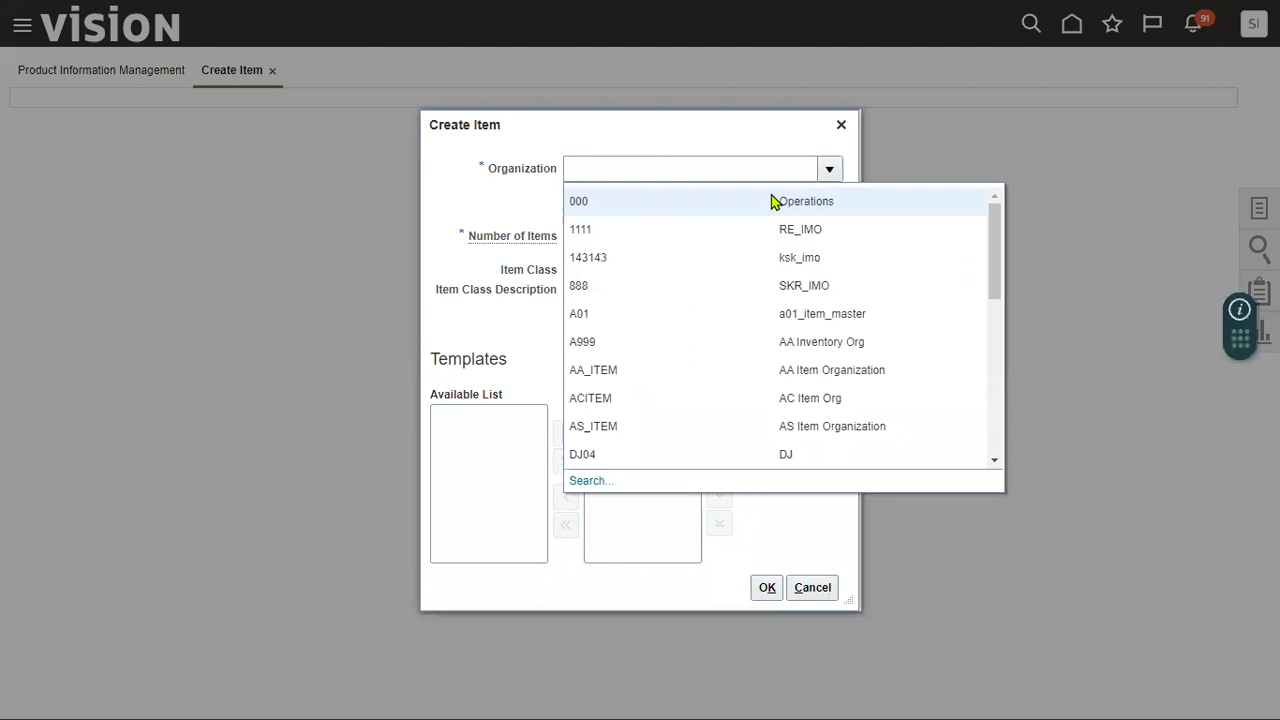 vision
91
SI
Product Information Management
Create Item ×
Create Item
* Organization
000 Operations
1111 RE_IMO
143143 ksk_imo
888 SKR_IMO
A01 a01_item_master
A999 AA Inventory Org
AA_ITEM AA Item Organization
ACITEM AC Item Org
AS_ITEM AS Item Organization
DJ04 DJ
Search...
* Number of Items
Item Class
Item Class Description
Templates
Available List
OK
Cancel